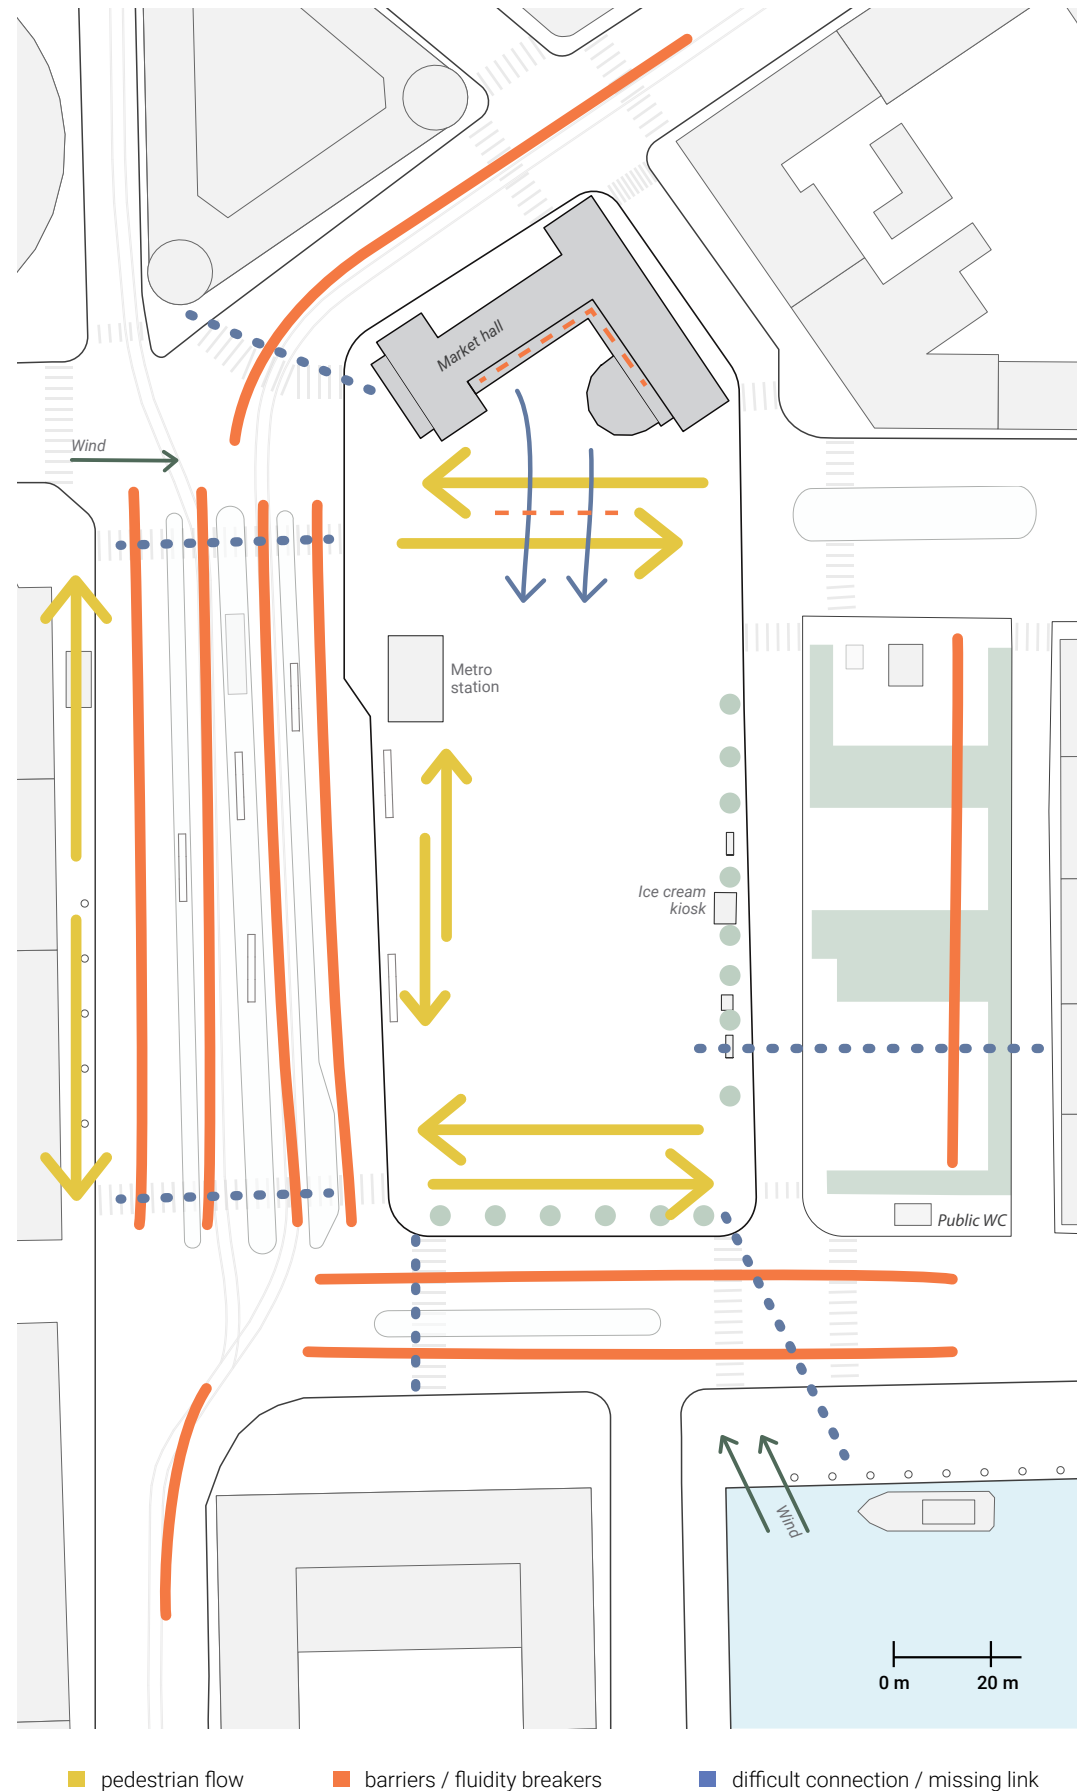 Market hall
Wind
Metro
station
Ice cream
kiosk
Public WC
Wind
0 m
20 m
pedestrian flow
barriers / fluidity breakers
difficult connection / missing link